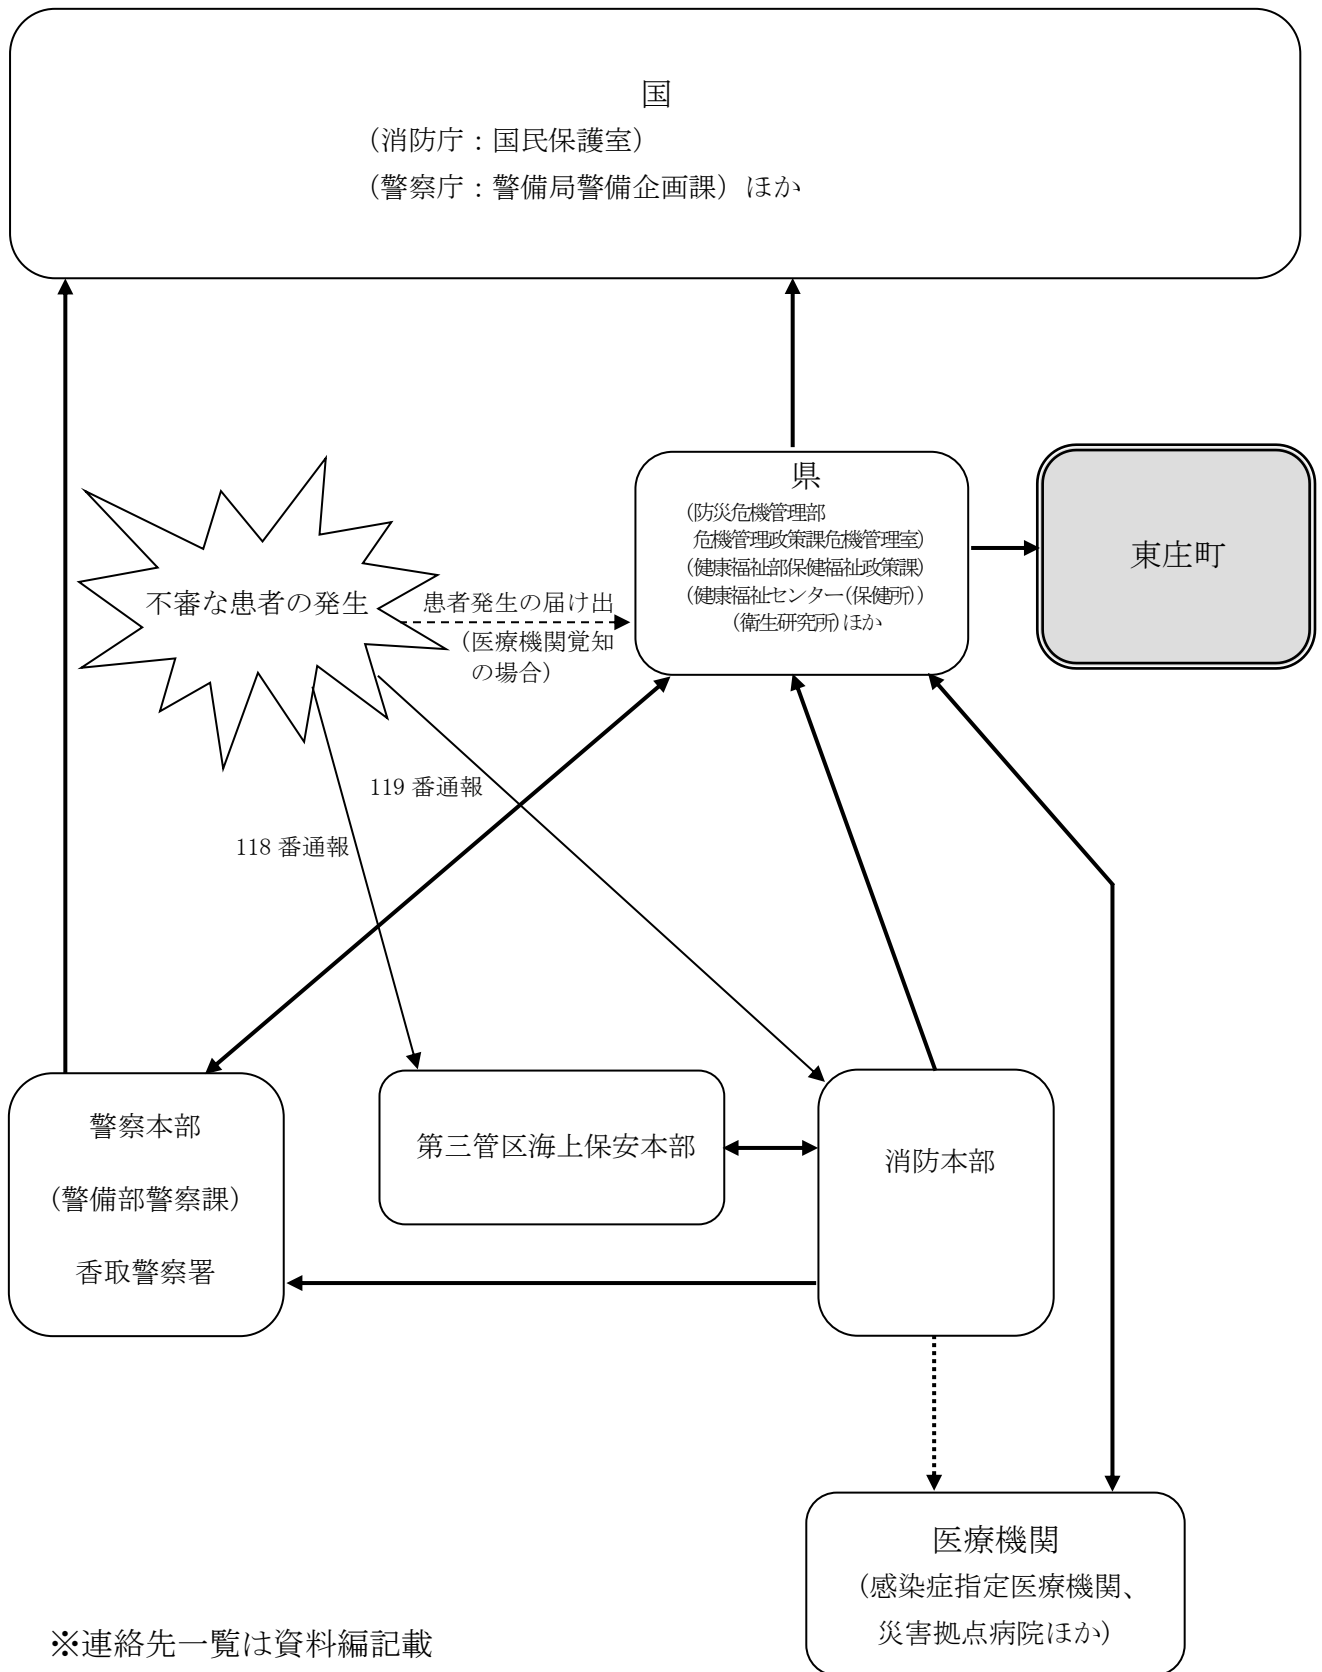 国
(消防庁:国民保護室)
(警察庁:警備局警備企画課)ほか
県
(防災危機管理部
危機管理政策課危機管理室)
(健康福祉部保健福祉政策課)
(健康福祉センター(保健所))
(衛生研究所)ほか
東庄町
不審な患者の発生
患者発生の届け出
(医療機関覚知
の場合)
119 番通報
118 番通報
警察本部
(警備部警察課)
香取警察署
第三管区海上保安本部
消防本部
医療機関
(感染症指定医療機関、
災害拠点病院ほか)
※連絡先一覧は資料編記載